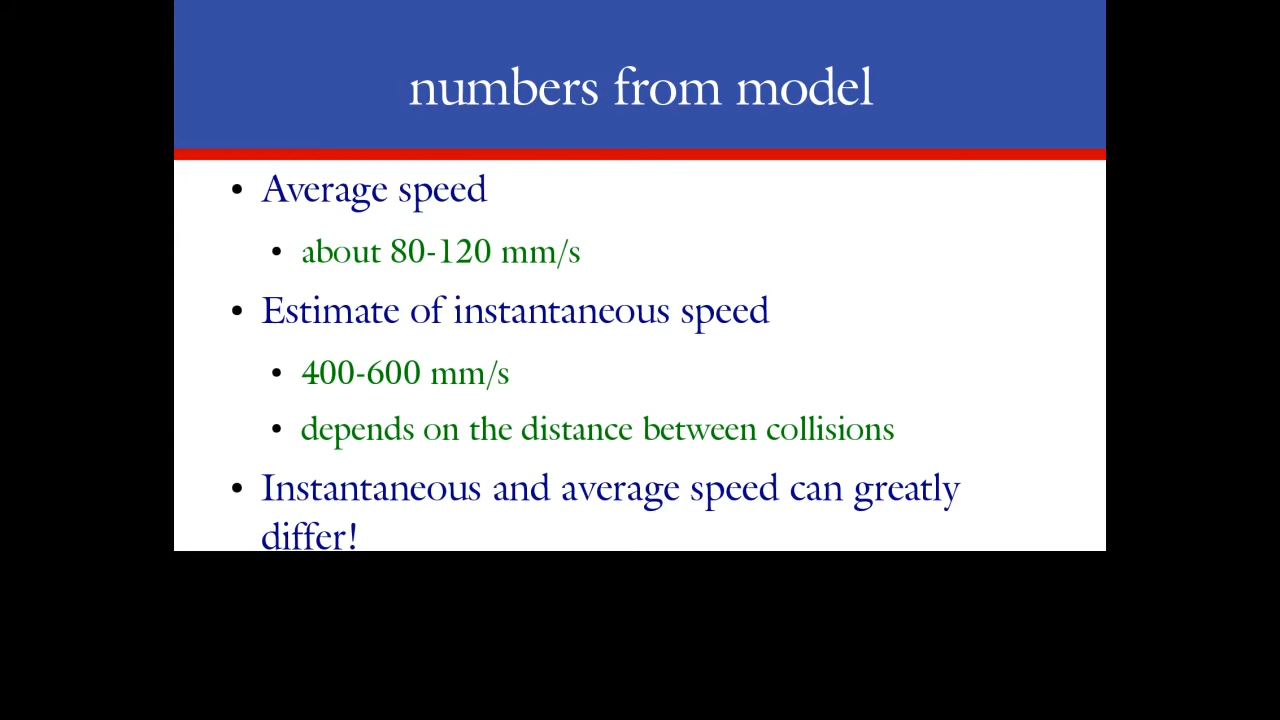 numbers from model
• Average speed
• about 80-120 mm/s
• Estimate of instantaneous speed
• 400-600 mm/s
• depends on the distance between collisions
• Instantaneous and average speed can greatly
differ!